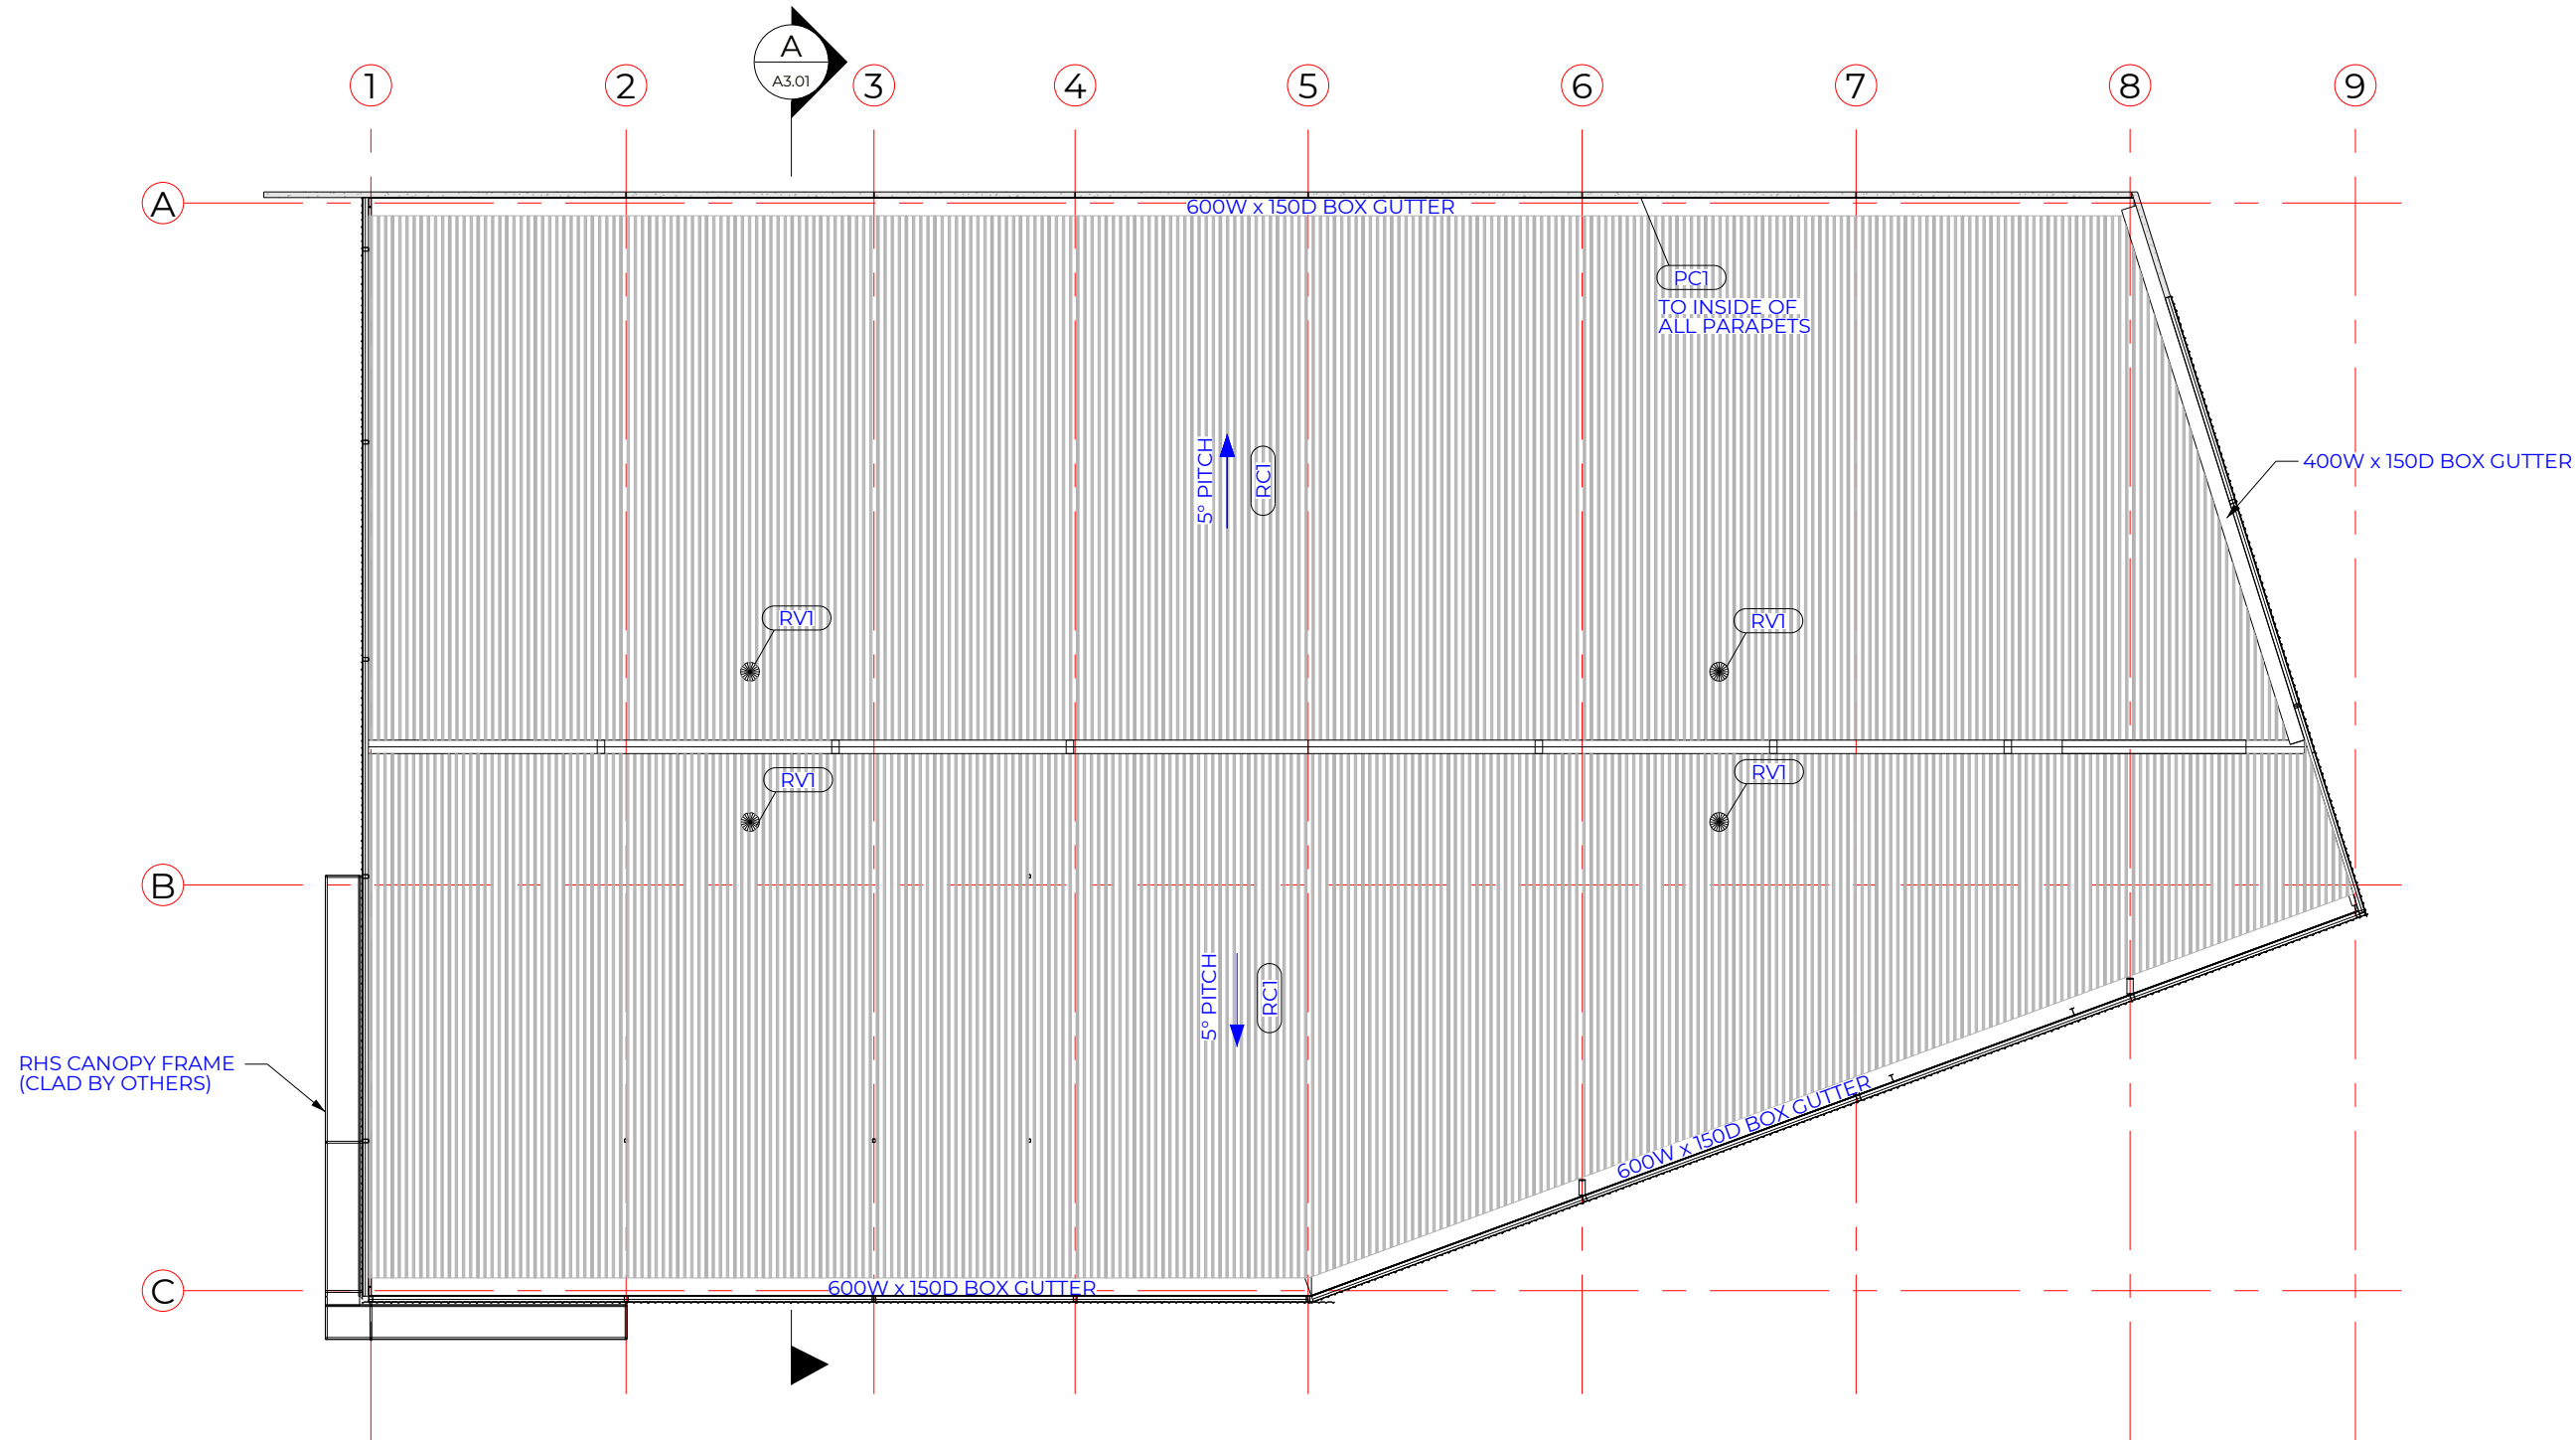 A
A3.01
1
2
3
4
5
6
7
8
9
A
600W x 150D BOX GUTTER
PC1
TO INSIDE OF
ALL PARAPETS
5° PITCH
RC1
400W x 150D BOX GUTTER
RV1
RV1
RV1
RV1
B
5° PITCH
RC1
RHS CANOPY FRAME
(CLAD BY OTHERS)
600W x 150D BOX GUTTER
C
600W x 150D BOX GUTTER